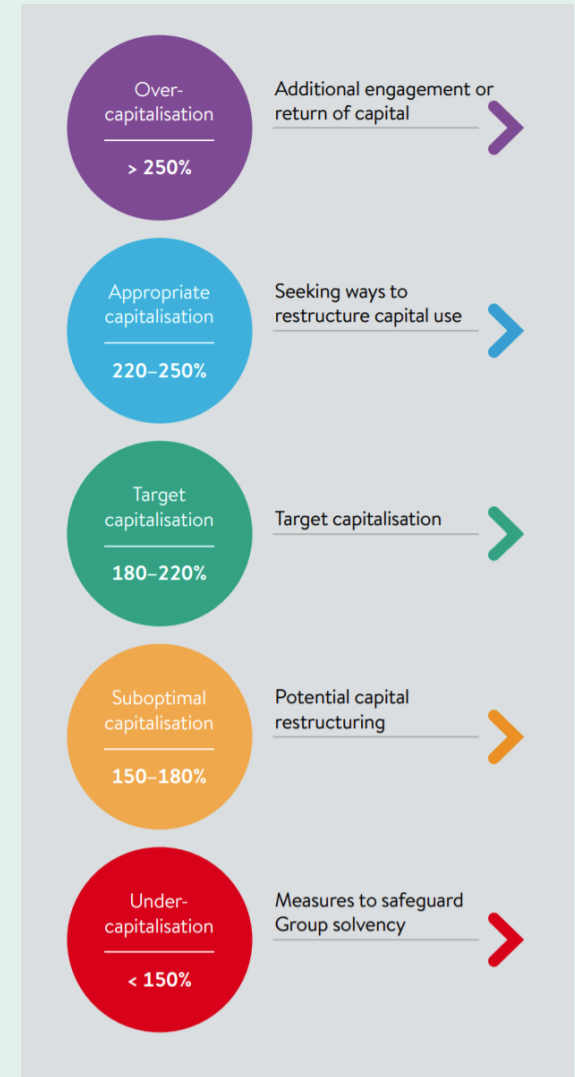 Over-
capitalisation
> 250%
Additional engagement or
return of capital
Appropriate
capitalisation
220–250%
Seeking ways to
restructure capital use
Target
capitalisation
180–220%
Target capitalisation
Suboptimal
capitalisation
150–180%
Potential capital
restructuring
Under-
capitalisation
< 150%
Measures to safeguard
Group solvency